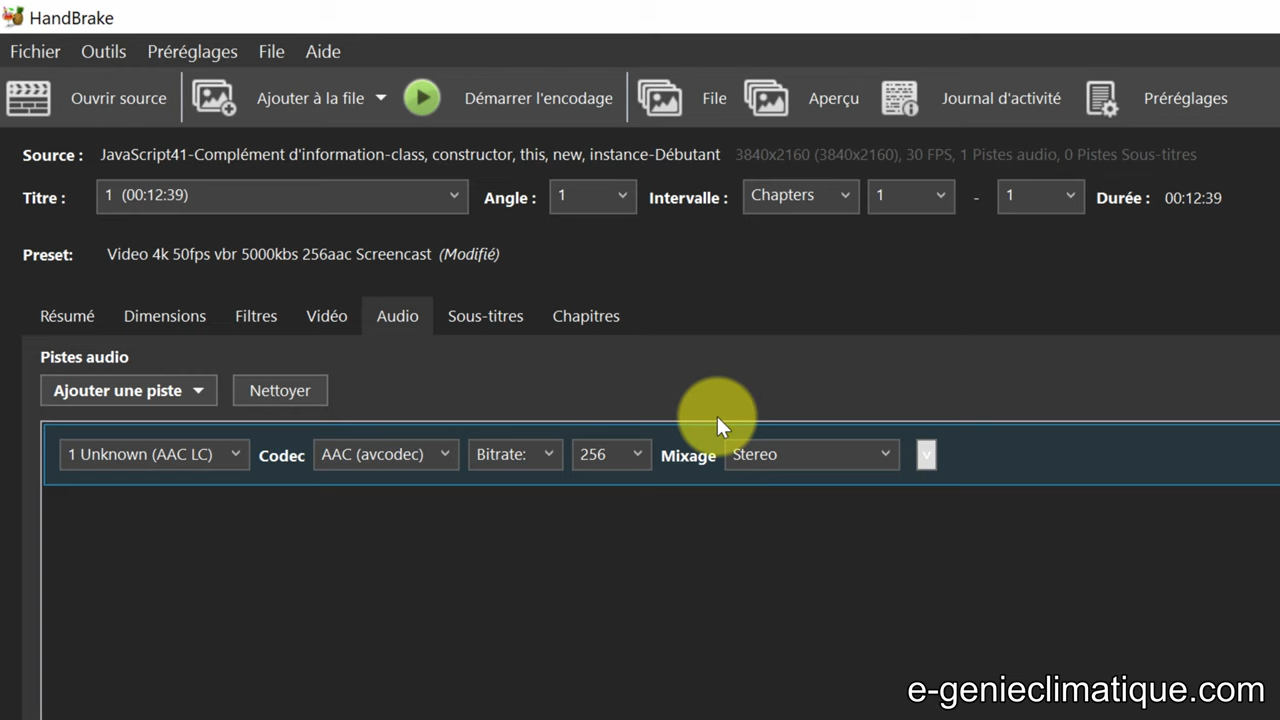 HandBrake
Fichier Outils Préréglages File Aide
Ouvrir source Ajouter à la file Démarrer l'encodage File Aperçu Journal d'activité Préréglages
Source : JavaScript41-Complément d'information-class, constructor, this, new, instance-Débutant 3840x2160 (3840x2160), 30 FPS, 1 Pistes audio, 0 Pistes Sous-titres
Titre : 1 (00:12:39) Angle : 1 Intervalle : Chapters 1 - 1 Durée : 00:12:39
Preset: Video 4k 50fps vbr 5000kbs 256aac Screencast (Modifié)
Résumé Dimensions Filtres Vidéo Audio Sous-titres Chapitres
Pistes audio
Ajouter une piste Nettoyer
1 Unknown (AAC LC) Codec AAC (avcodec) Bitrate: 256 Mixage Stereo v
e-genieclimatique.com